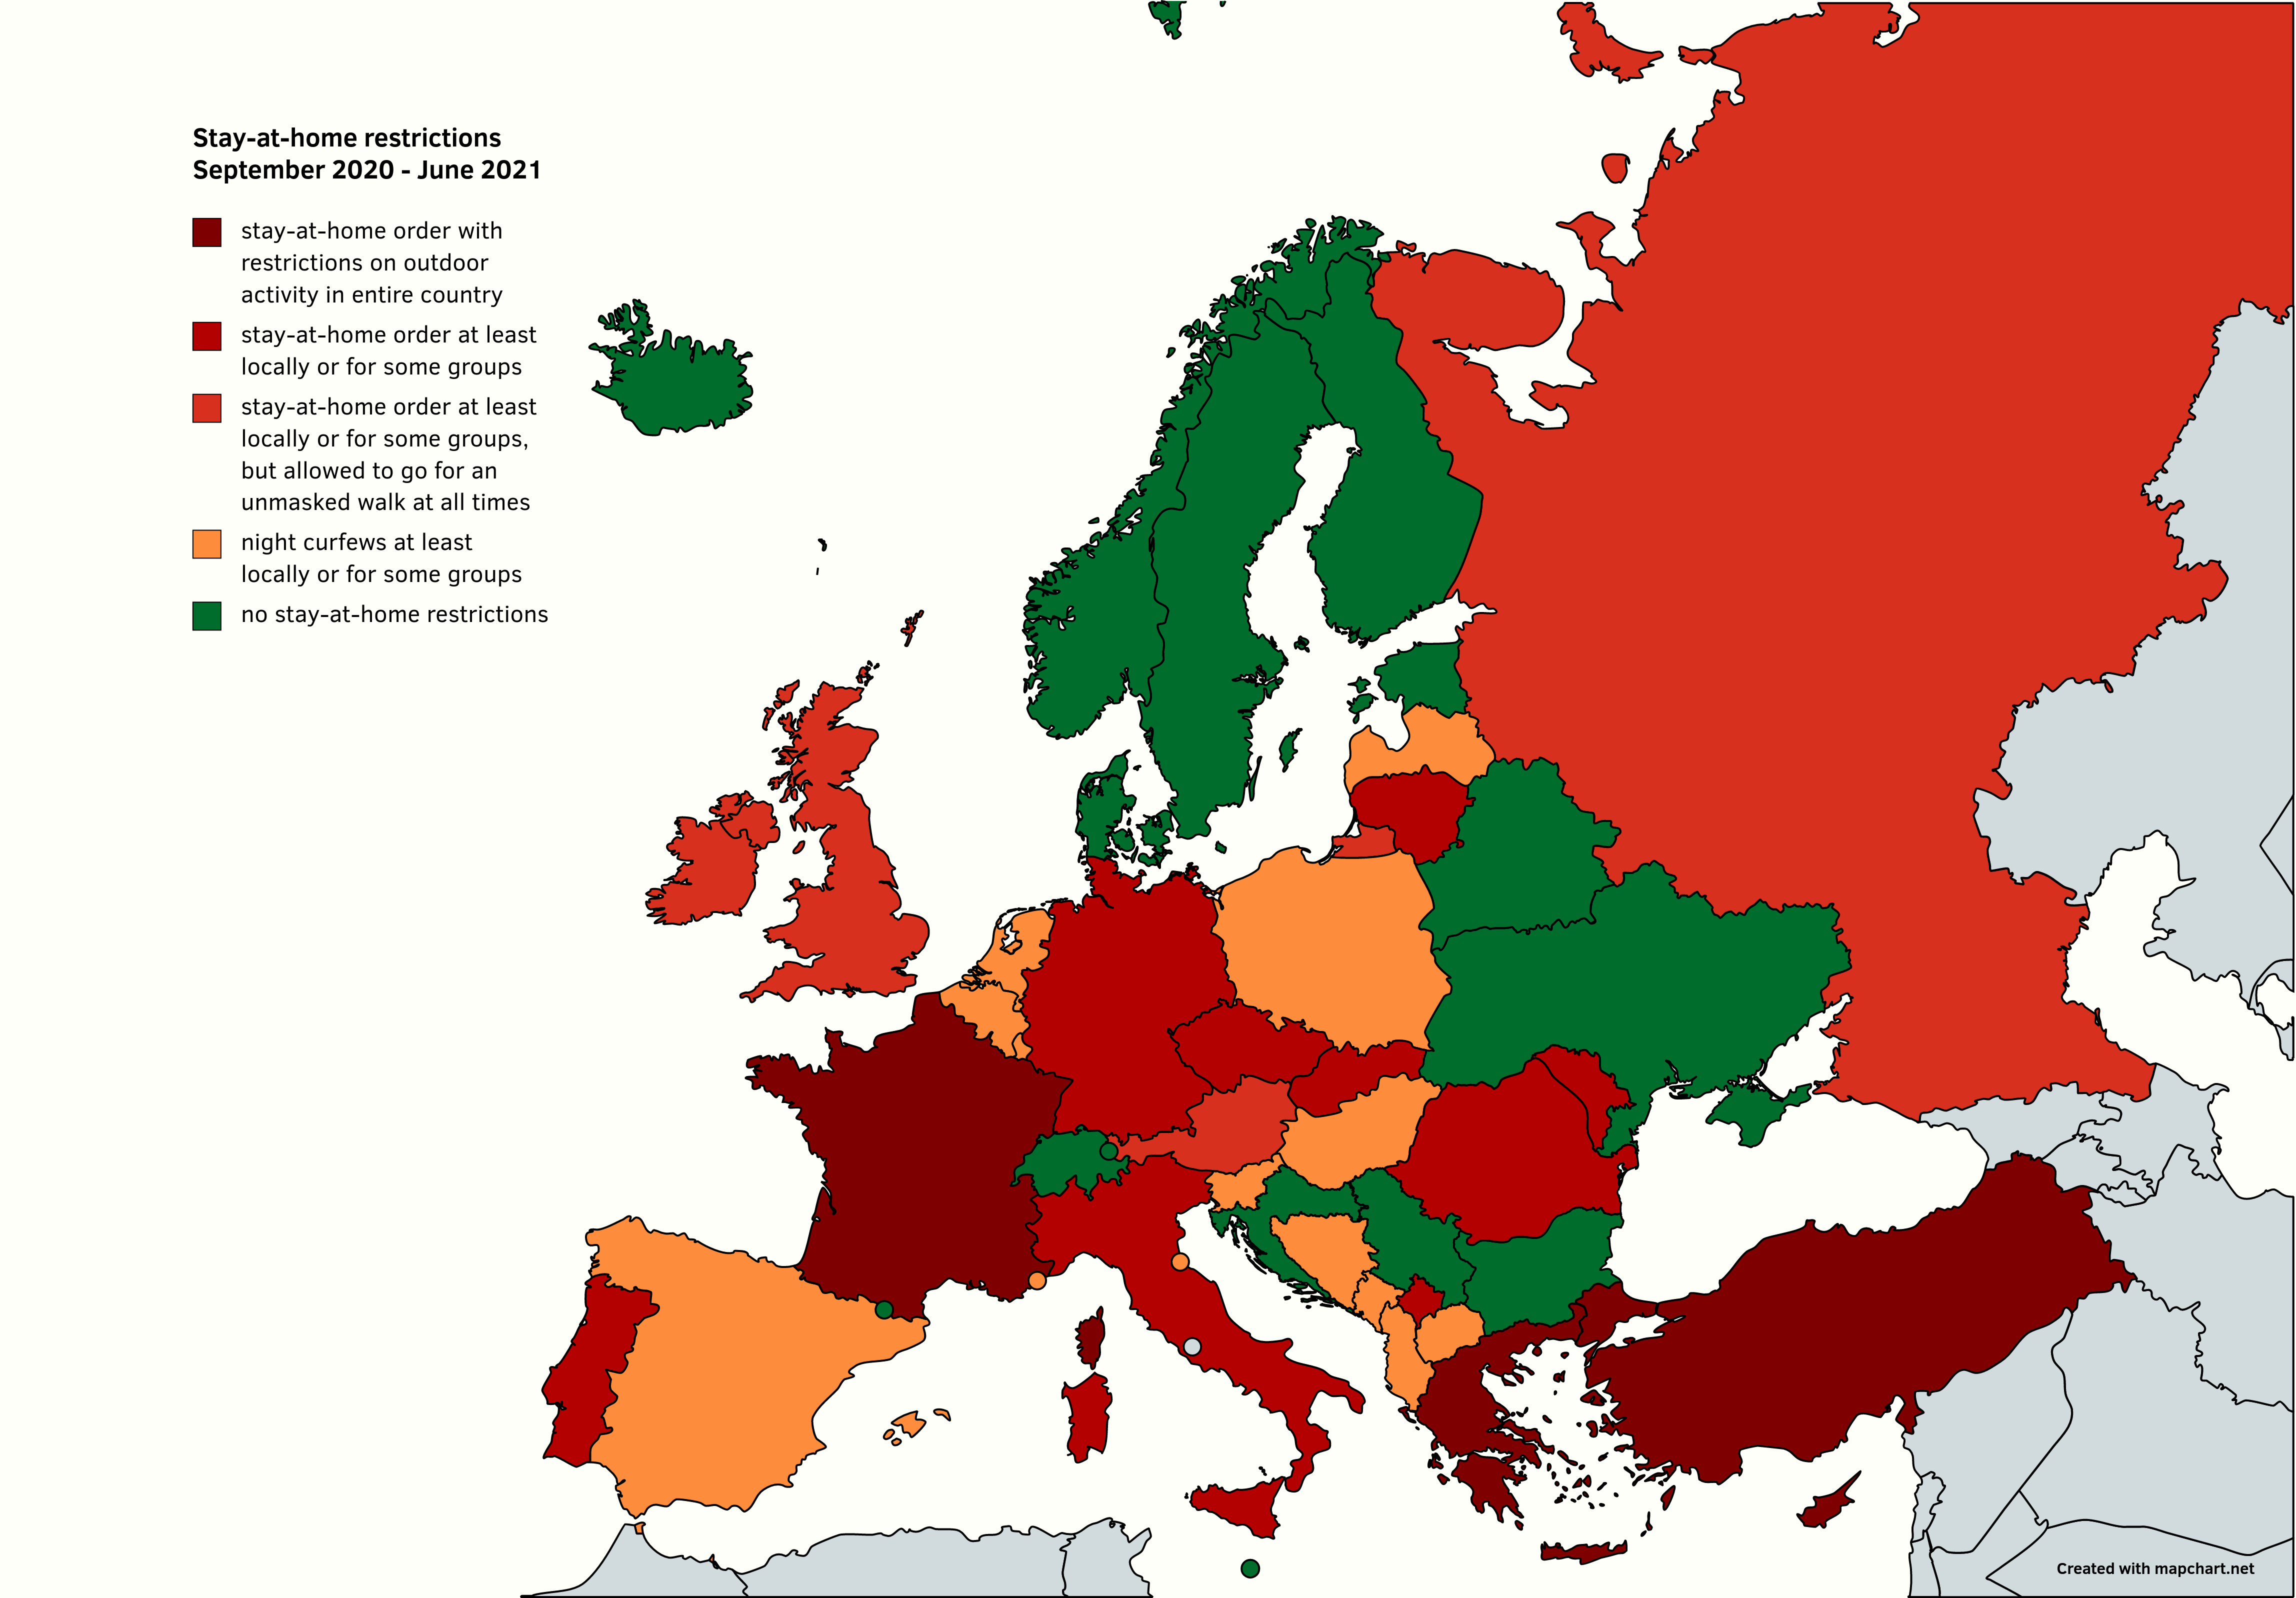 Stay-at-home restrictions
September 2020 - June 2021
stay-at-home order with
restrictions on outdoor
activity in entire country
stay-at-home order at least
locally or for some groups
stay-at-home order at least
locally or for some groups,
but allowed to go for an
unmasked walk at all times
night curfews at least
locally or for some groups
no stay-at-home restrictions
Created with mapchart.net